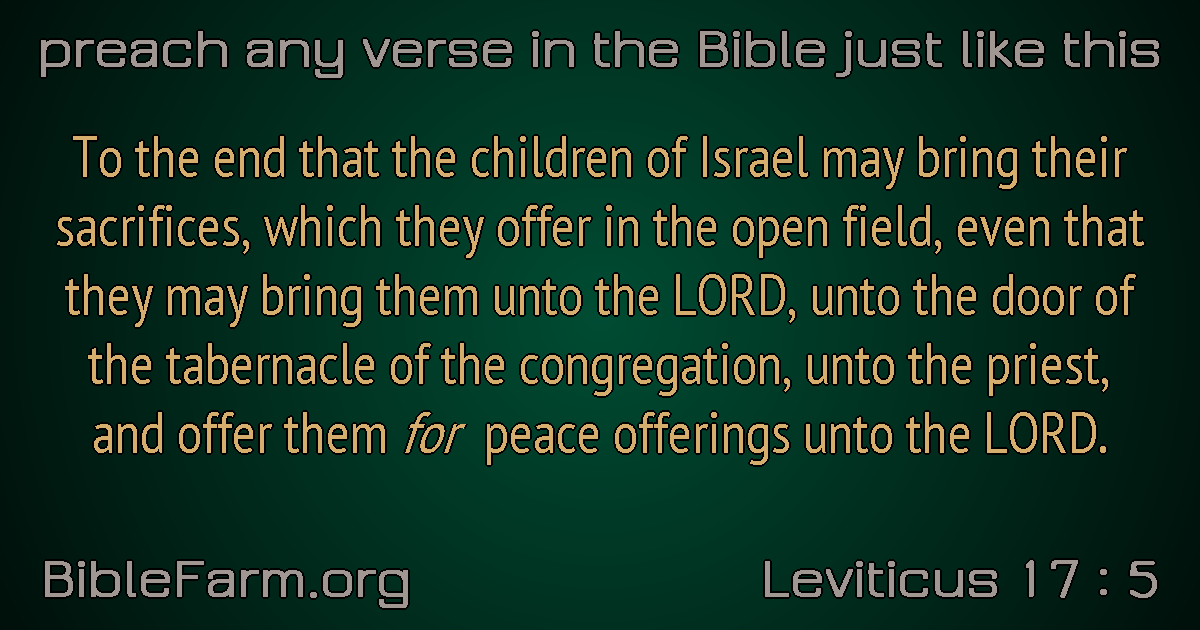 preach any verse in the Bible just like this
To the end that the children of Israel may bring their
sacrifices, which they offer in the open field, even that
they may bring them unto the LORD, unto the door of
the tabernacle of the congregation, unto the priest,
and offer them for peace offerings unto the LORD.
BibleFarm.org
Leviticus 17 : 5